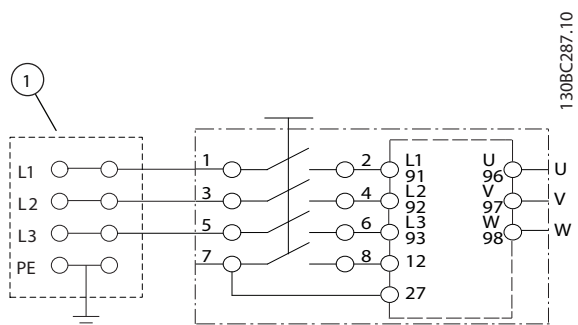 130BC287.10
1
L1 1 2 L1 U U
91 96
L2 3 4 L2 V V
92 97
L3 5 6 L3 W W
93 98
PE 7 8 12
27